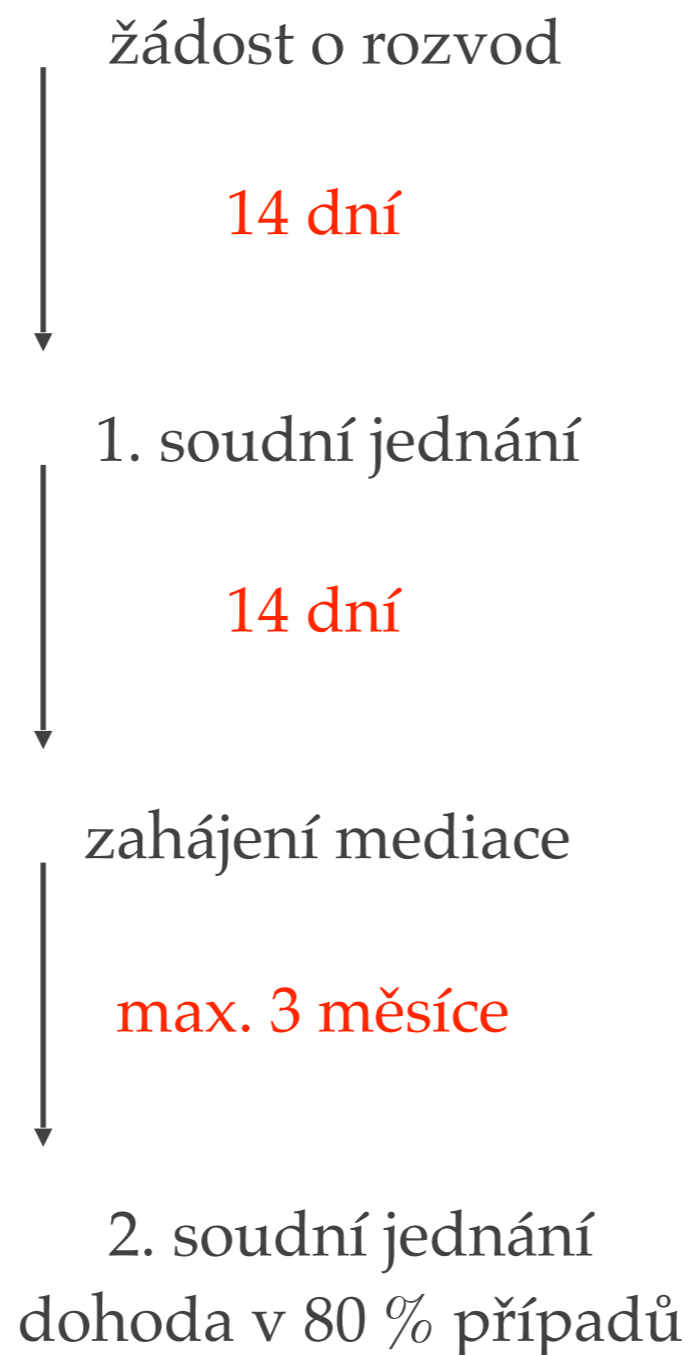 žádost o rozvod
14 dní
1. soudní jednání
14 dní
zahájení mediace
max. 3 měsíce
2. soudní jednání
dohoda v 80 % případů